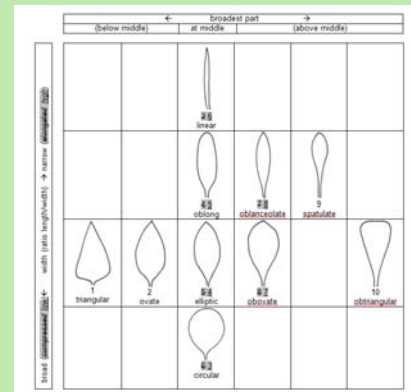 ← broadest part →
(below middle) at middle (above middle)
width (ratio length/width) → narrow
broad ←
linear
9
oblong oblanceolate spatulate
1 2 10
triangular ovate elliptic obovate obtriangular
circular